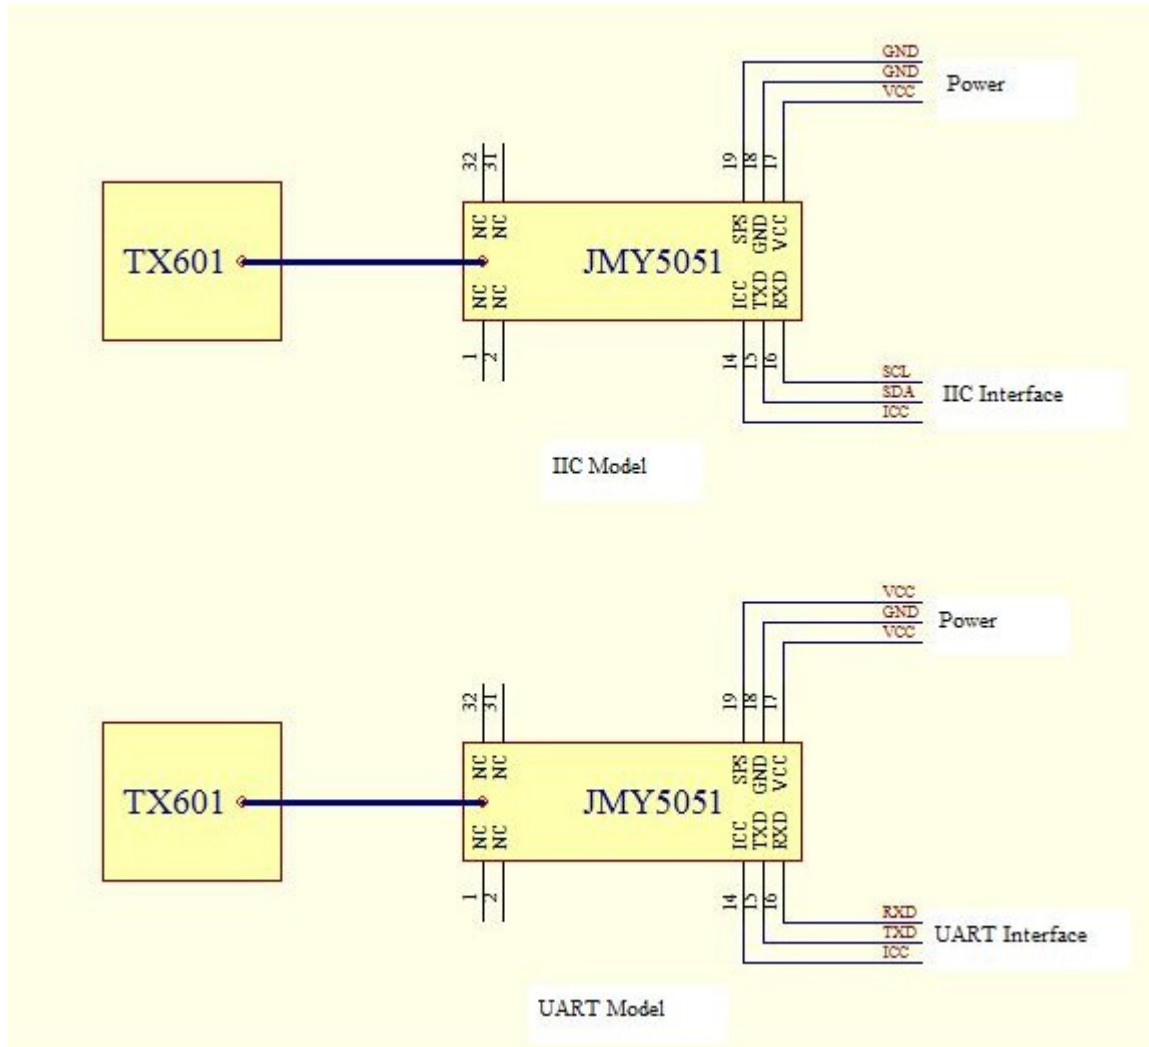 GND
GND
VCC
Power
32
31
19
18
17
NC
NC
SPS
GND
VCC
TX601
JMY5051
NC
NC
ICC
TXD
RXD
1
2
14
15
16
SCL
SDA
ICC
IIC Interface
IIC Model
VCC
GND
VCC
Power
32
31
19
18
17
NC
NC
SPS
GND
VCC
TX601
JMY5051
NC
NC
ICC
TXD
RXD
1
2
14
15
16
RXD
TXD
ICC
UART Interface
UART Model